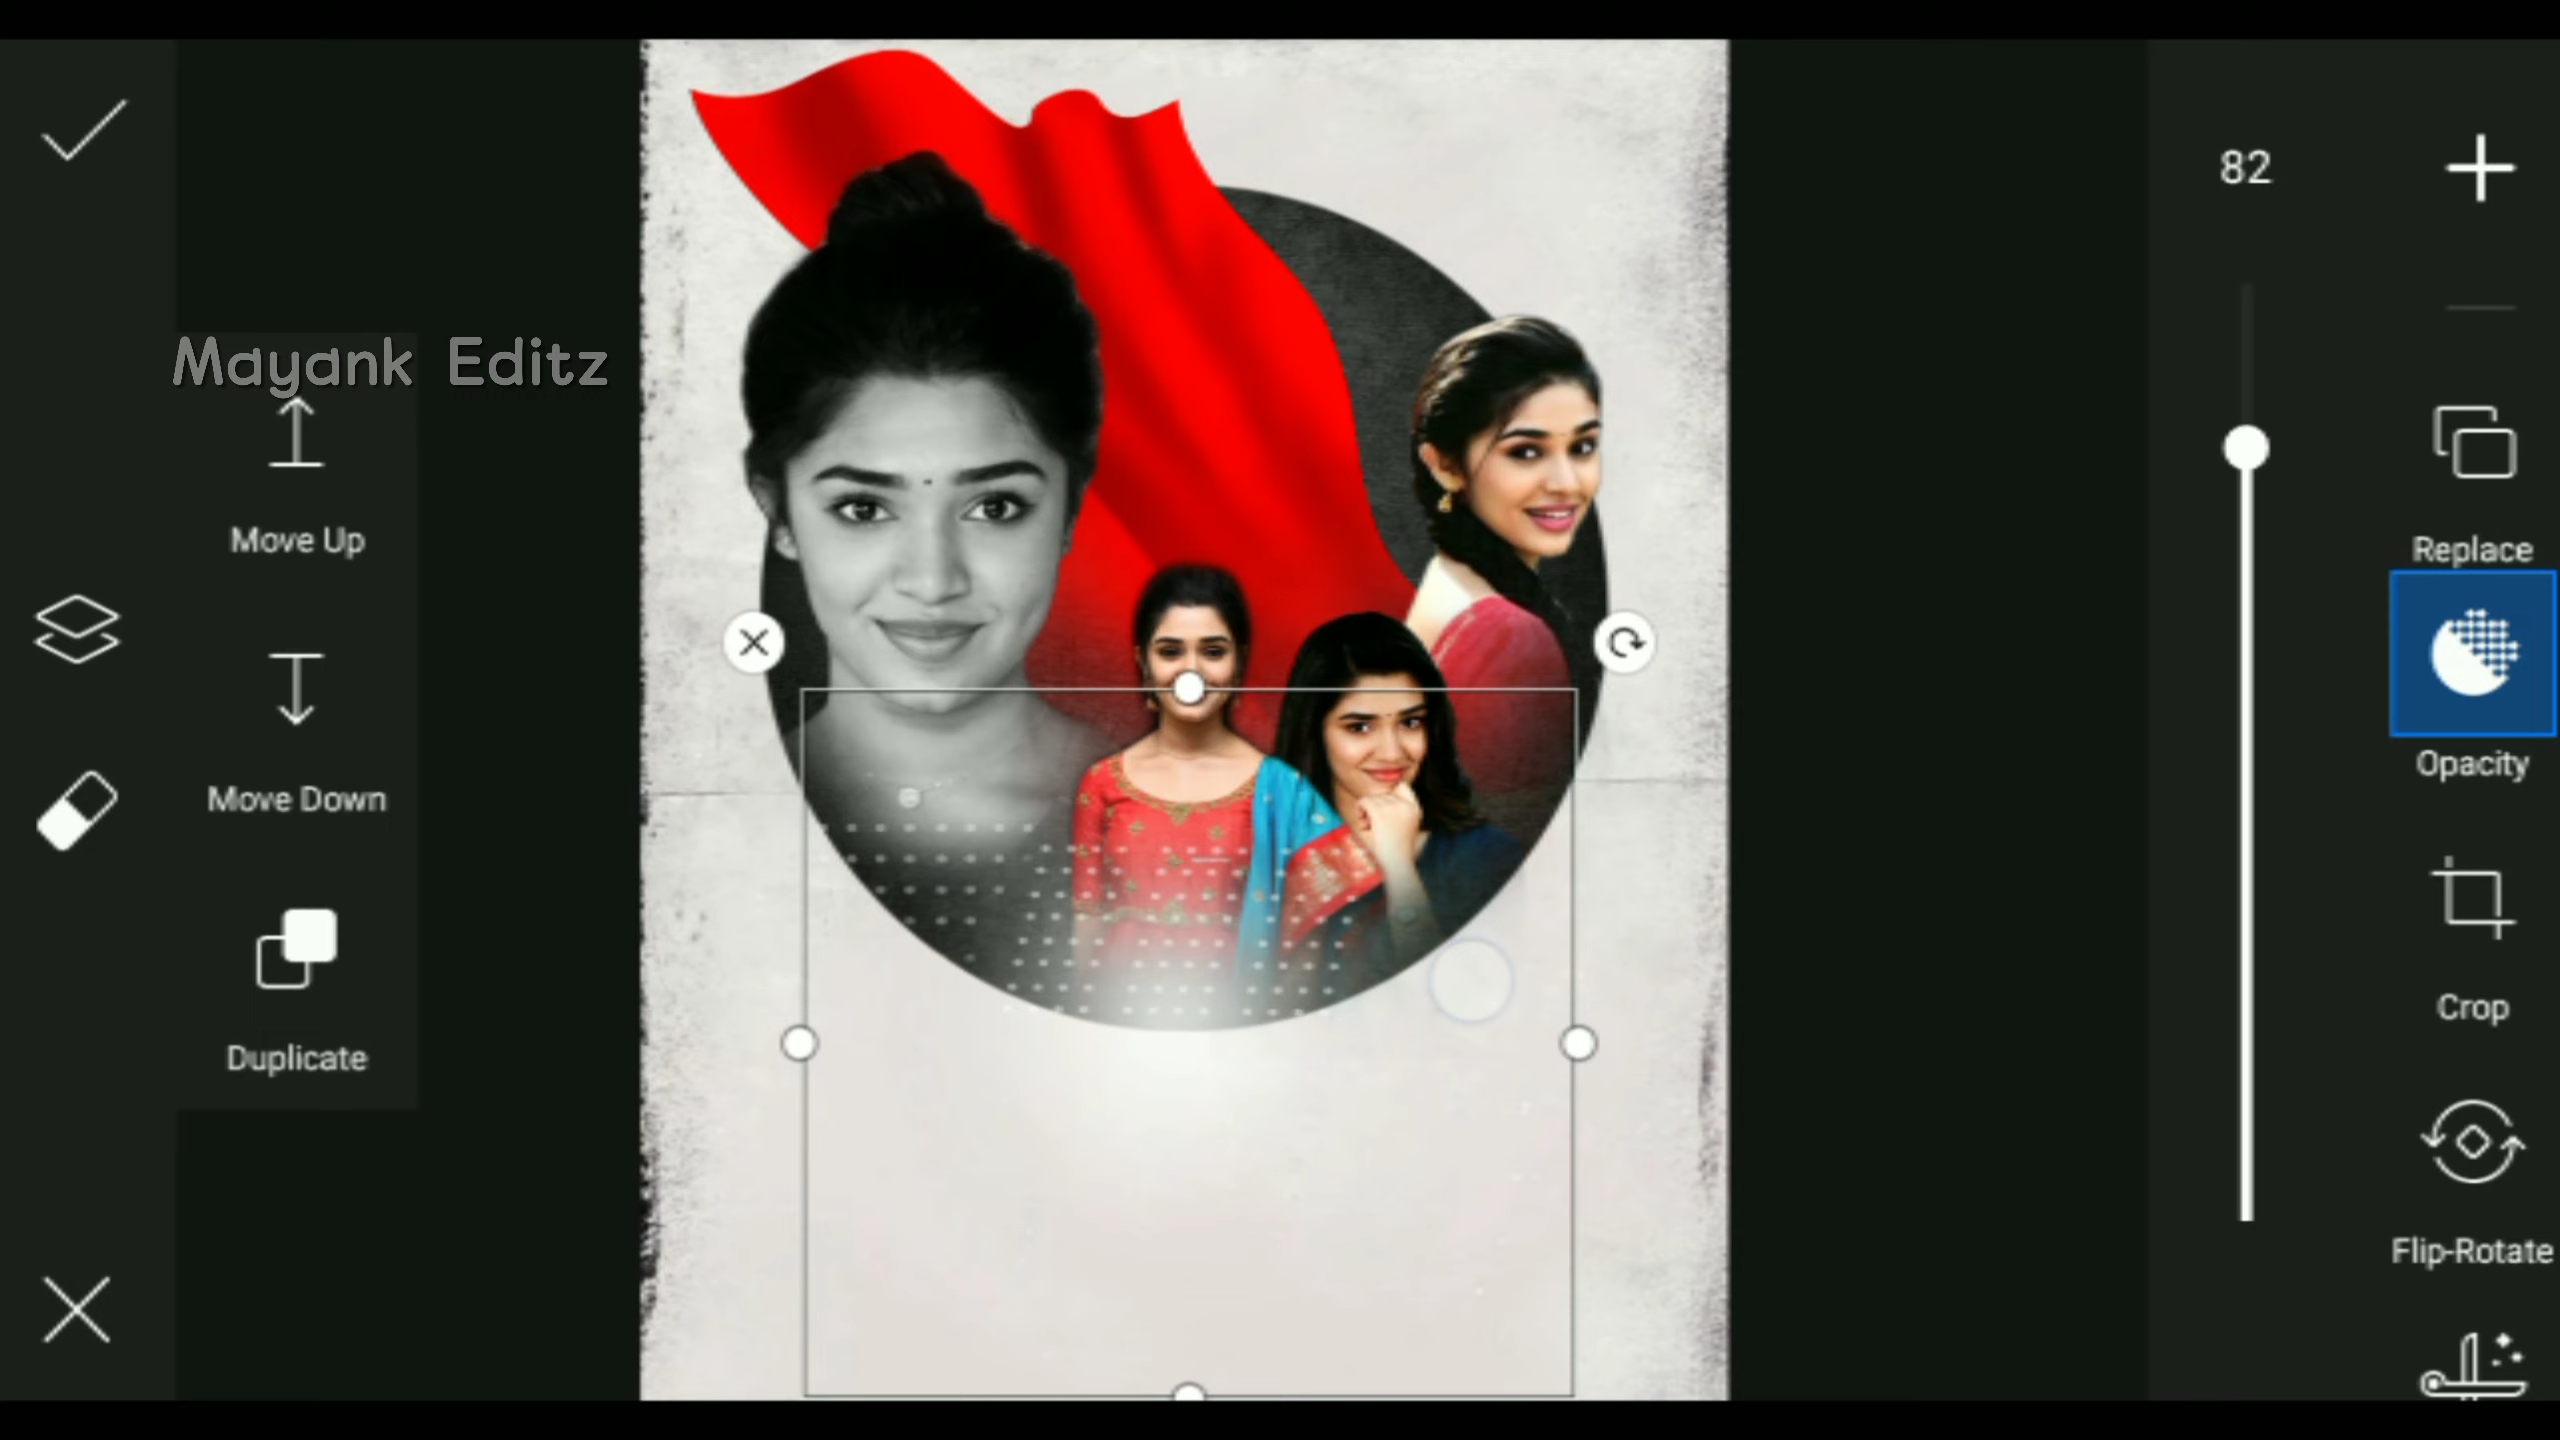 82
Mayank Editz
Move Up
Replace
Opacity
Move Down
Crop
Duplicate
Flip-Rotate